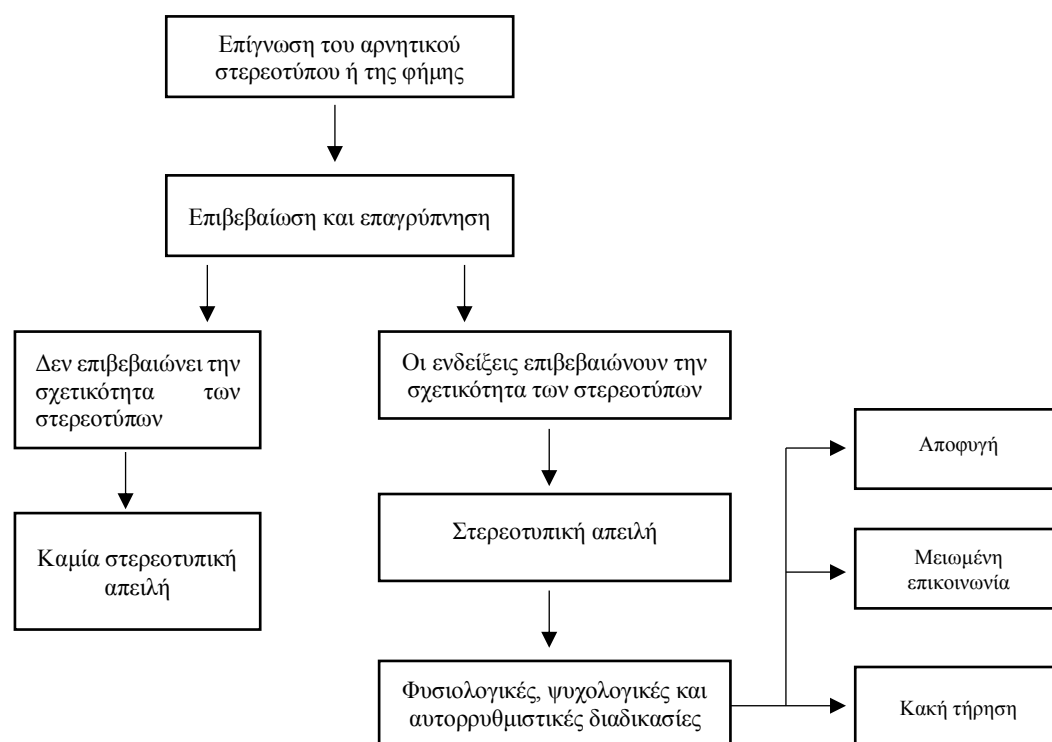 Επίγνωση του αρνητικού
στερεοτύπου ή της φήμης
Επιβεβαίωση και επαγρύπνηση
Δεν επιβεβαιώνει την
σχετικότητα των
στερεοτύπων
Οι ενδείξεις επιβεβαιώνουν την
σχετικότητα των στερεοτύπων
Καμία στερεοτυπική
απειλή
Στερεοτυπική απειλή
Φυσιολογικές, ψυχολογικές και
αυτορρυθμιστικές διαδικασίες
Αποφυγή
Μειωμένη
επικοινωνία
Κακή τήρηση